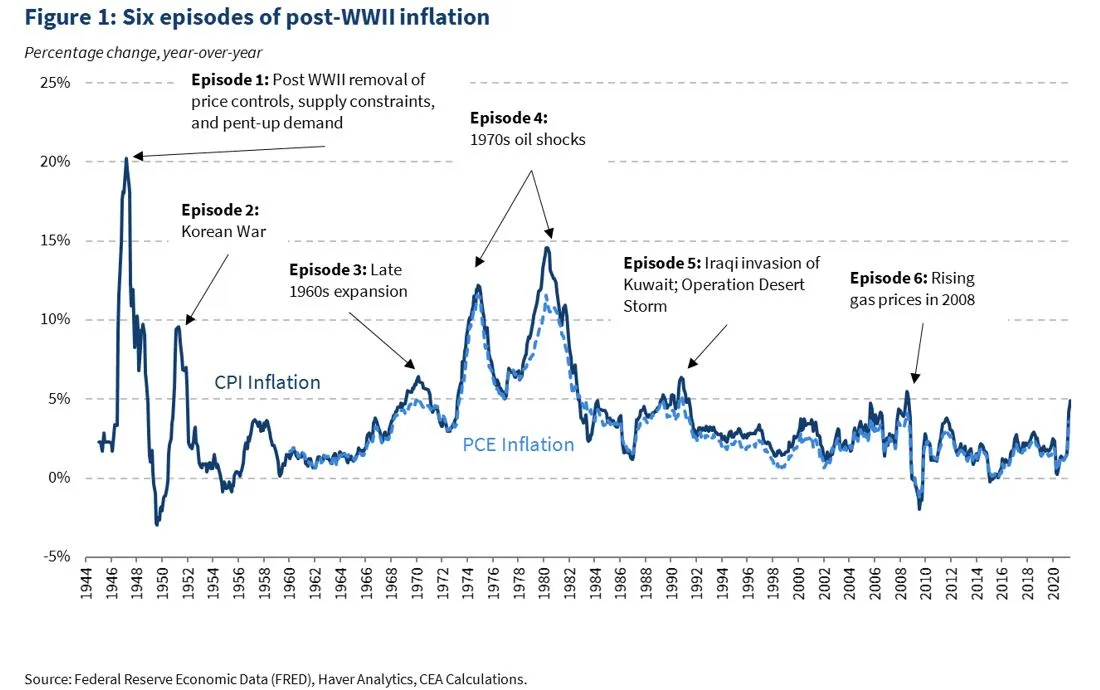 Figure 1: Six episodes of post-WWII inflation
Percentage change, year-over-year
25%
20%
15%
10%
5%
0%
-5%
Episode 1: Post WWII removal of
price controls, supply constraints,
and pent-up demand
Episode 2:
Korean War
Episode 3: Late
1960s expansion
Episode 4:
1970s oil shocks
Episode 5: Iraqi invasion of
Kuwait; Operation Desert
Storm
Episode 6: Rising
gas prices in 2008
CPI Inflation
PCE Inflation
1944
1946
1948
1950
1952
1954
1956
1958
1960
1962
1964
1966
1968
1970
1972
1974
1976
1978
1980
1982
1984
1986
1988
1990
1992
1994
1996
1998
2000
2002
2004
2006
2008
2010
2012
2014
2016
2018
2020
Source: Federal Reserve Economic Data (FRED), Haver Analytics, CEA Calculations.